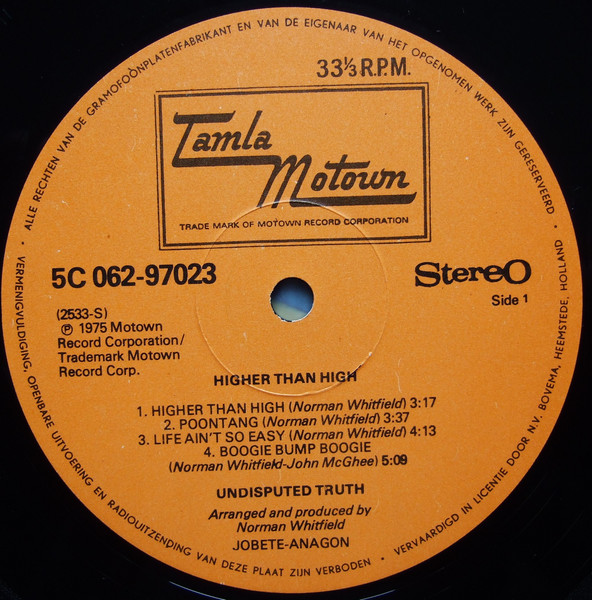 · ALLE RECHTEN VAN DE GRAMOFOONPLATENFABRIKANT EN VAN DE EIGENAAR VAN HET OPGENOMEN WERK ZIJN GERESERVEERD ·
33⅓ R.P.M.
Tamla
Motown
TRADE MARK OF MOTOWN RECORD CORPORATION
5C 062-97023
Stereo
Side 1
(2533-S)
℗ 1975 Motown
Record Corporation/
Trademark Motown
Record Corp.
HIGHER THAN HIGH
1. HIGHER THAN HIGH (Norman Whitfield) 3:17
2. POONTANG (Norman Whitfield) 3:37
3. LIFE AIN'T SO EASY (Norman Whitfield) 4:13
4. BOOGIE BUMP BOOGIE
(Norman Whitfield-John McGhee) 5:09
UNDISPUTED TRUTH
Arranged and produced by
Norman Whitfield
JOBETE-ANAGON
VERMENIGVULDIGING, OPENBARE UITVOERING EN RADIOUITZENDING VAN DEZE PLAAT ZIJN VERBODEN · VERVAARDIGD IN LICENTIE DOOR N.V. BOVEMA, HEEMSTEDE, HOLLAND